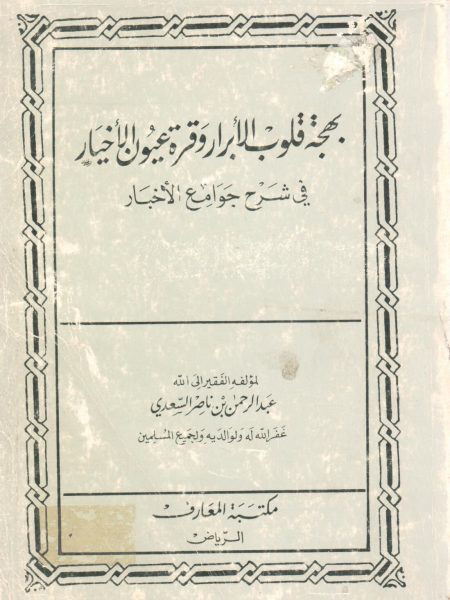 بهجة قلوب الأبرار وقرة عيون الأخيار
في شرح جوامع الأخبار
لمؤلفه الفقير إلى الله
عبد الرحمن بن ناصر السعدي
غفر الله له ولوالديه ولجميع المسلمين
مكتبة المعارف
الرياض